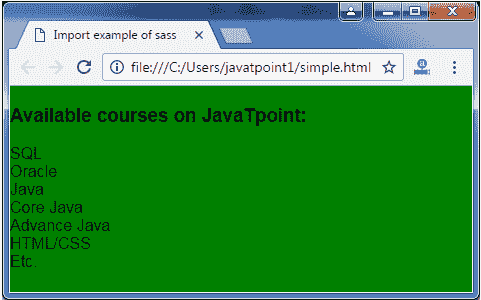 Import example of sass
file:///C:/Users/javatpoint1/simple.html
Available courses on JavaTpoint:
SQL
Oracle
Java
Core Java
Advance Java
HTML/CSS
Etc.